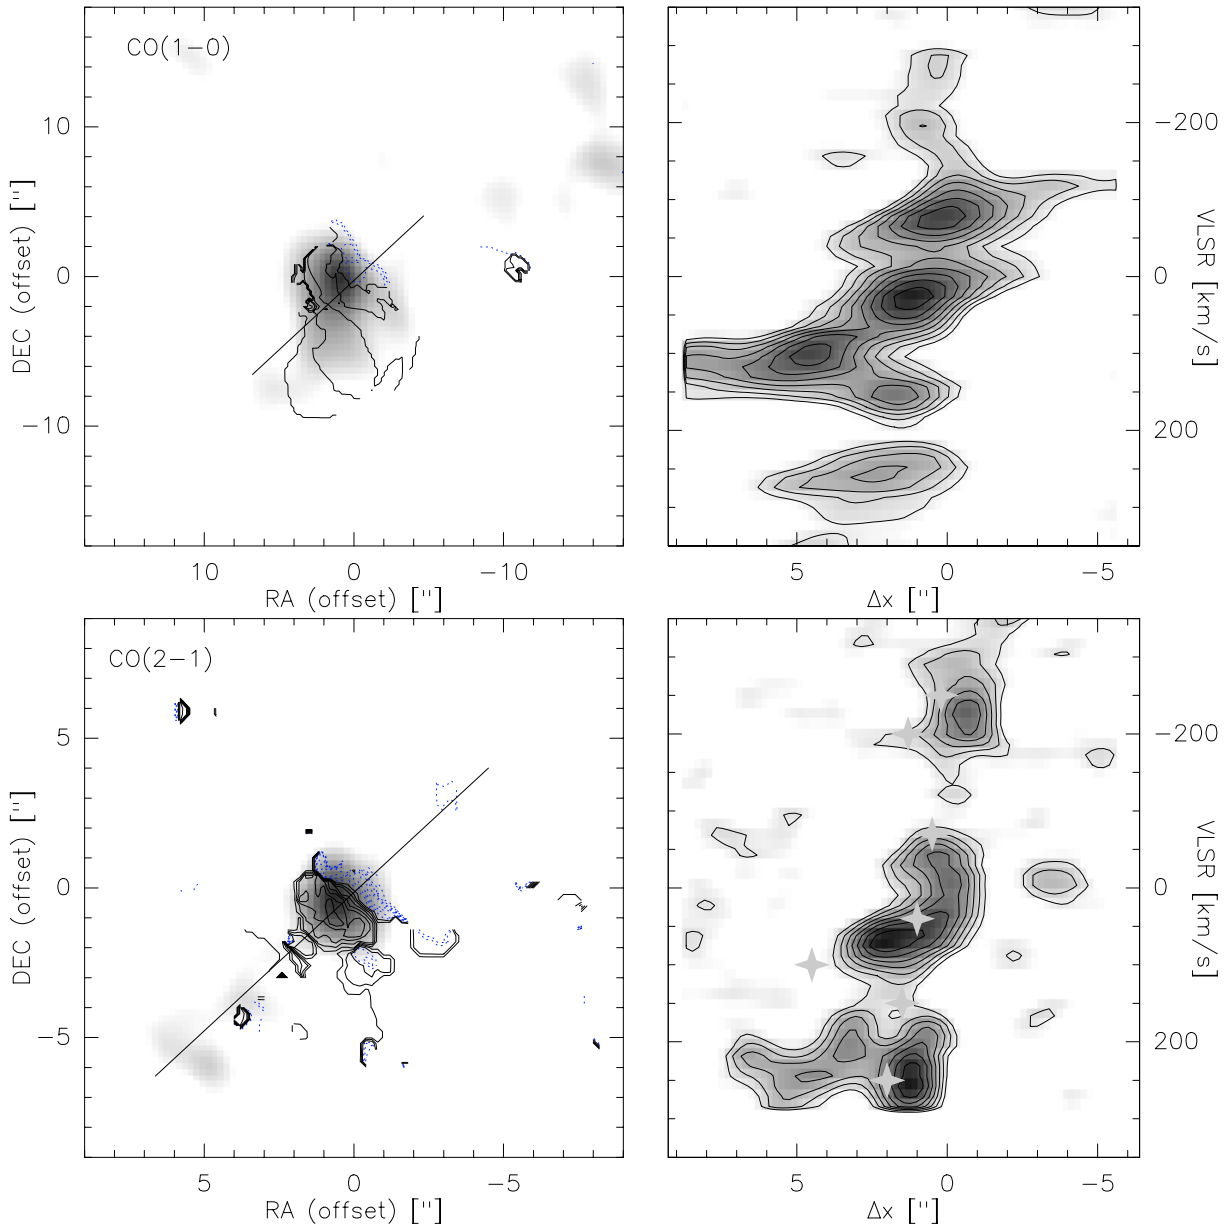 CO(1−0)
10
0
−10
DEC (offset) ["]
10 0 −10
RA (offset) ["]
−200
0
200
VLSR [km/s]
5 0 −5
Δx ["]
CO(2−1)
5
0
−5
DEC (offset) ["]
5 0 −5
RA (offset) ["]
−200
0
200
VLSR [km/s]
5 0 −5
Δx ["]